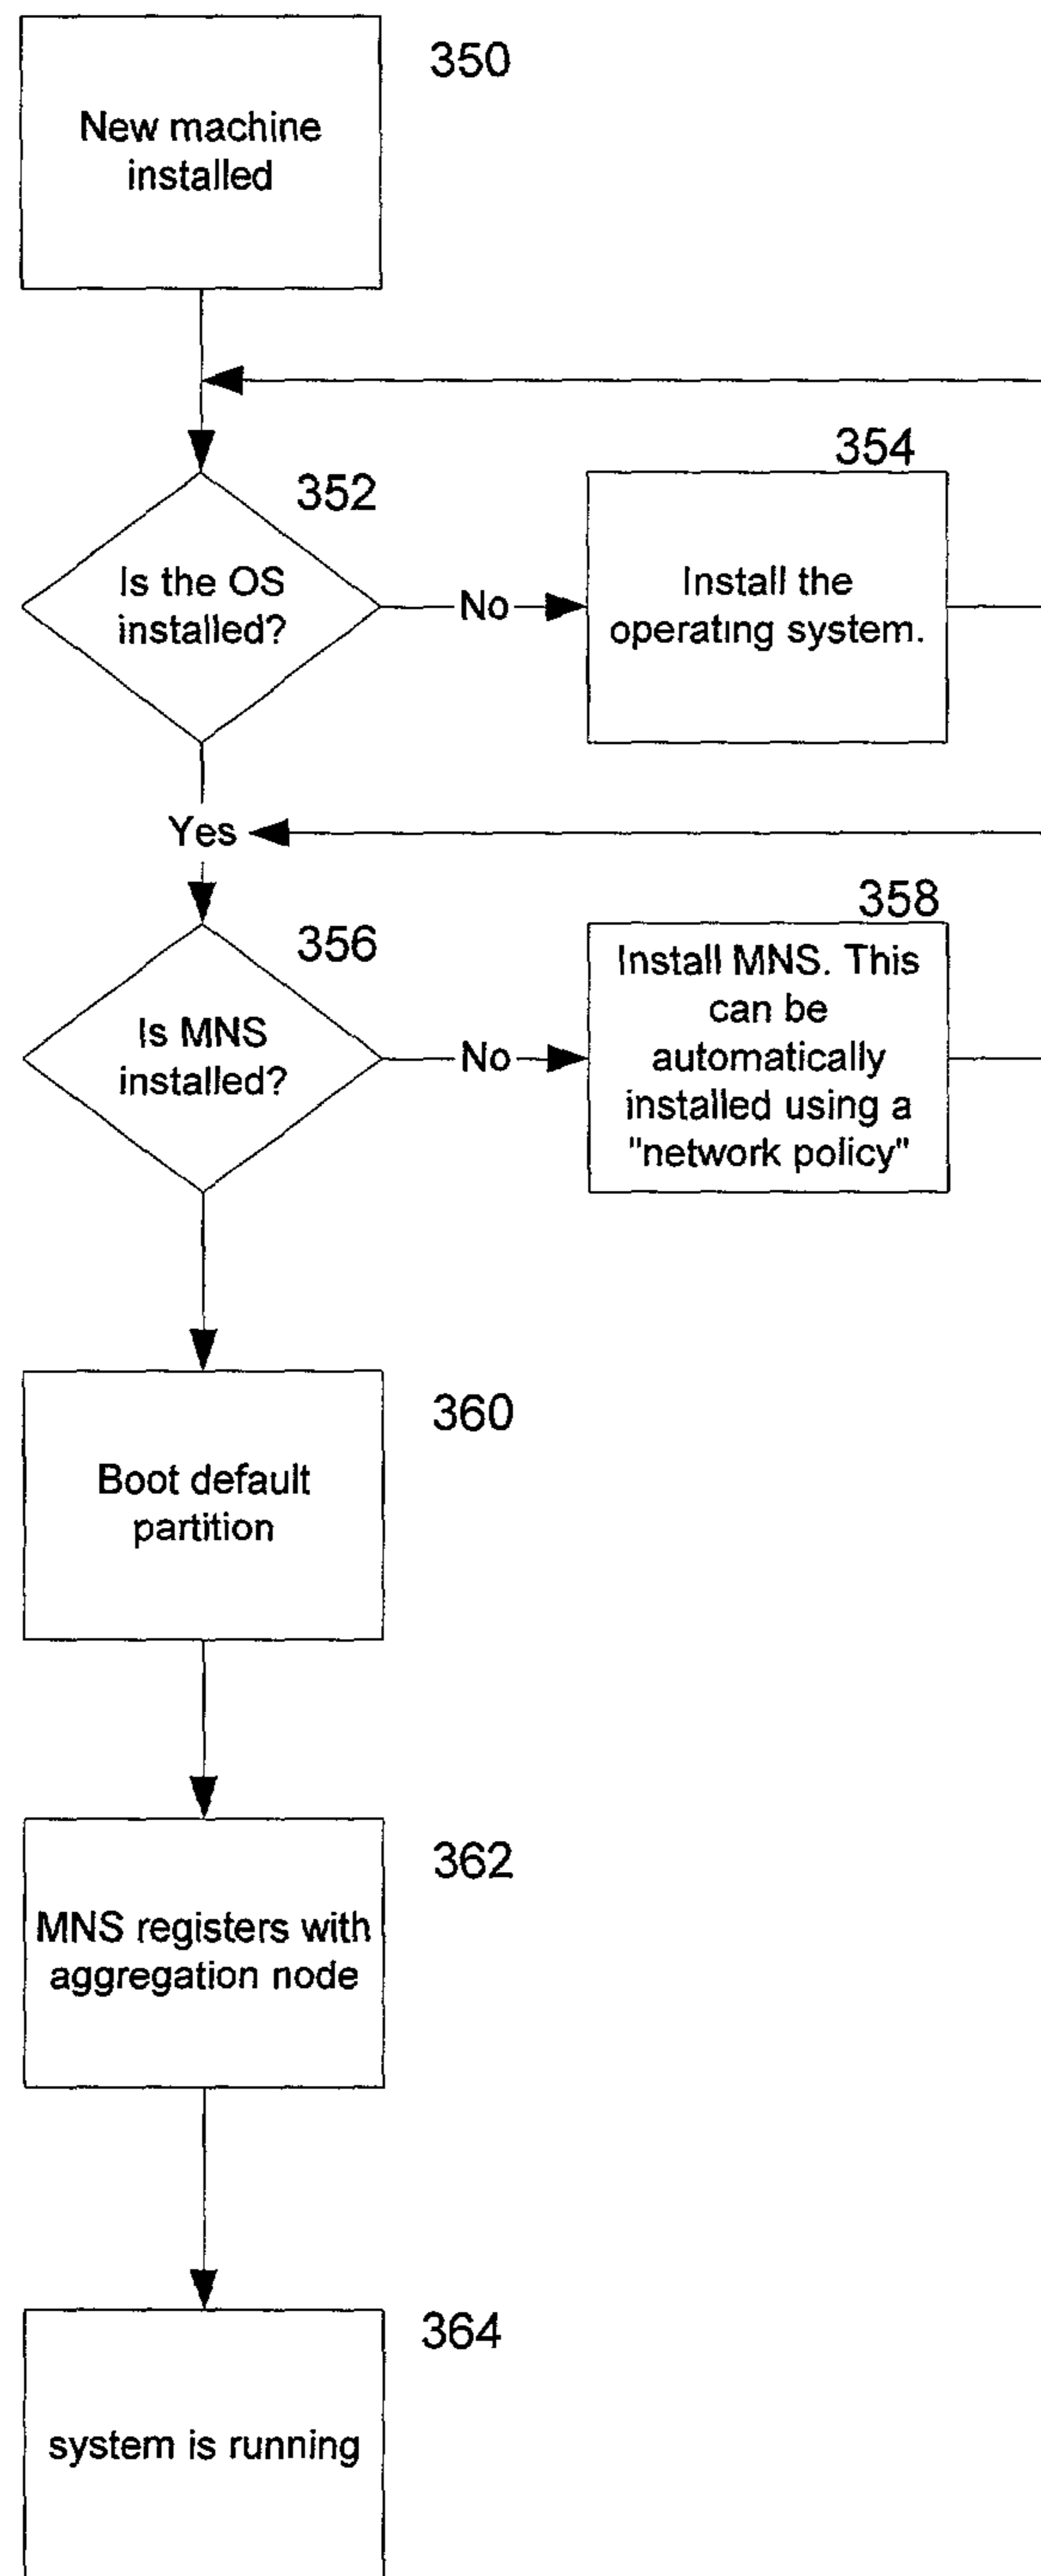 350
New machine
installed
352
Is the OS
installed?
No
354
Install the
operating system.
Yes
356
Is MNS
installed?
No
358
Install MNS. This
can be
automatically
installed using a
"network policy"
360
Boot default
partition
362
MNS registers with
aggregation node
364
system is running